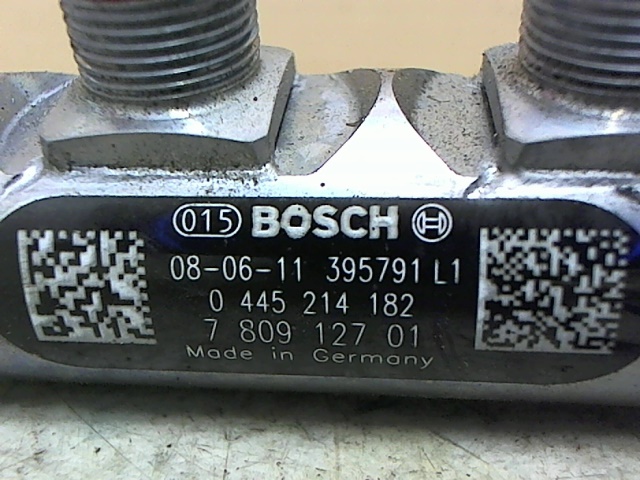 015 BOSCH
08-06-11 395791 L1
0 445 214 182
7 809 127 01
Made in Germany